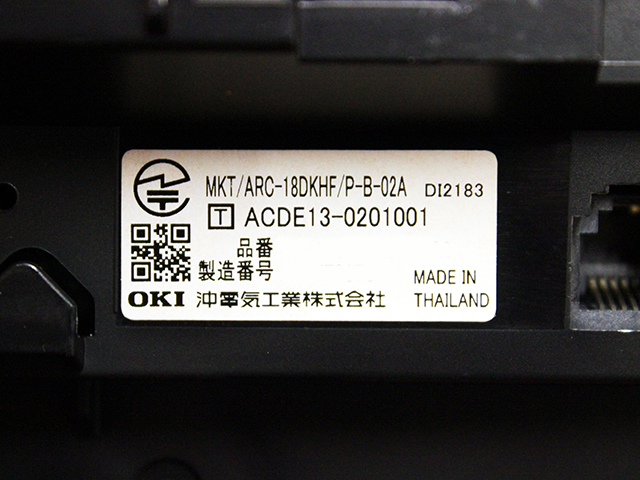 MKT/ARC-18DKHF/P-B-02A DI2183
T ACDE13-0201001
品番
製造番号
MADE IN
THAILAND
OKI 沖電気工業株式会社